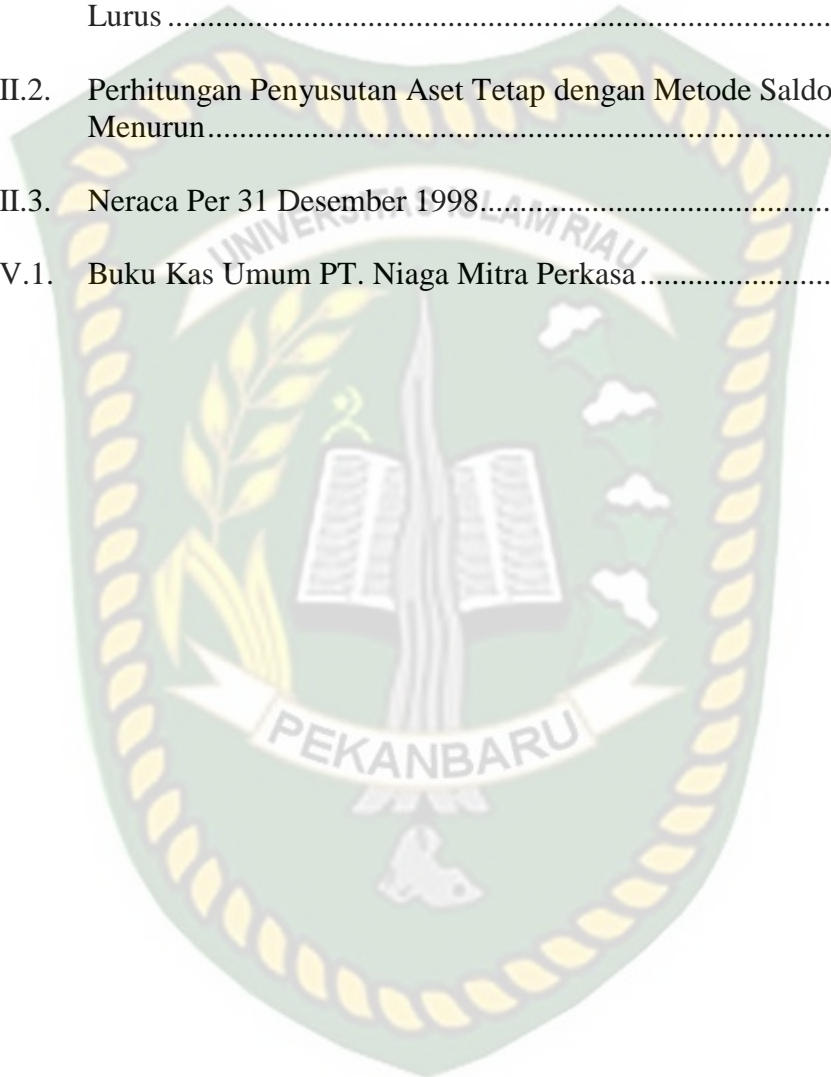 Lurus ........................................................................................
II.2. Perhitungan Penyusutan Aset Tetap dengan Metode Saldo
Menurun...................................................................................
II.3. Neraca Per 31 Desember 1998..............................................
V.1. Buku Kas Umum PT. Niaga Mitra Perkasa.........................
UNIVERSITAS ISLAM RIAU
PEKANBARU